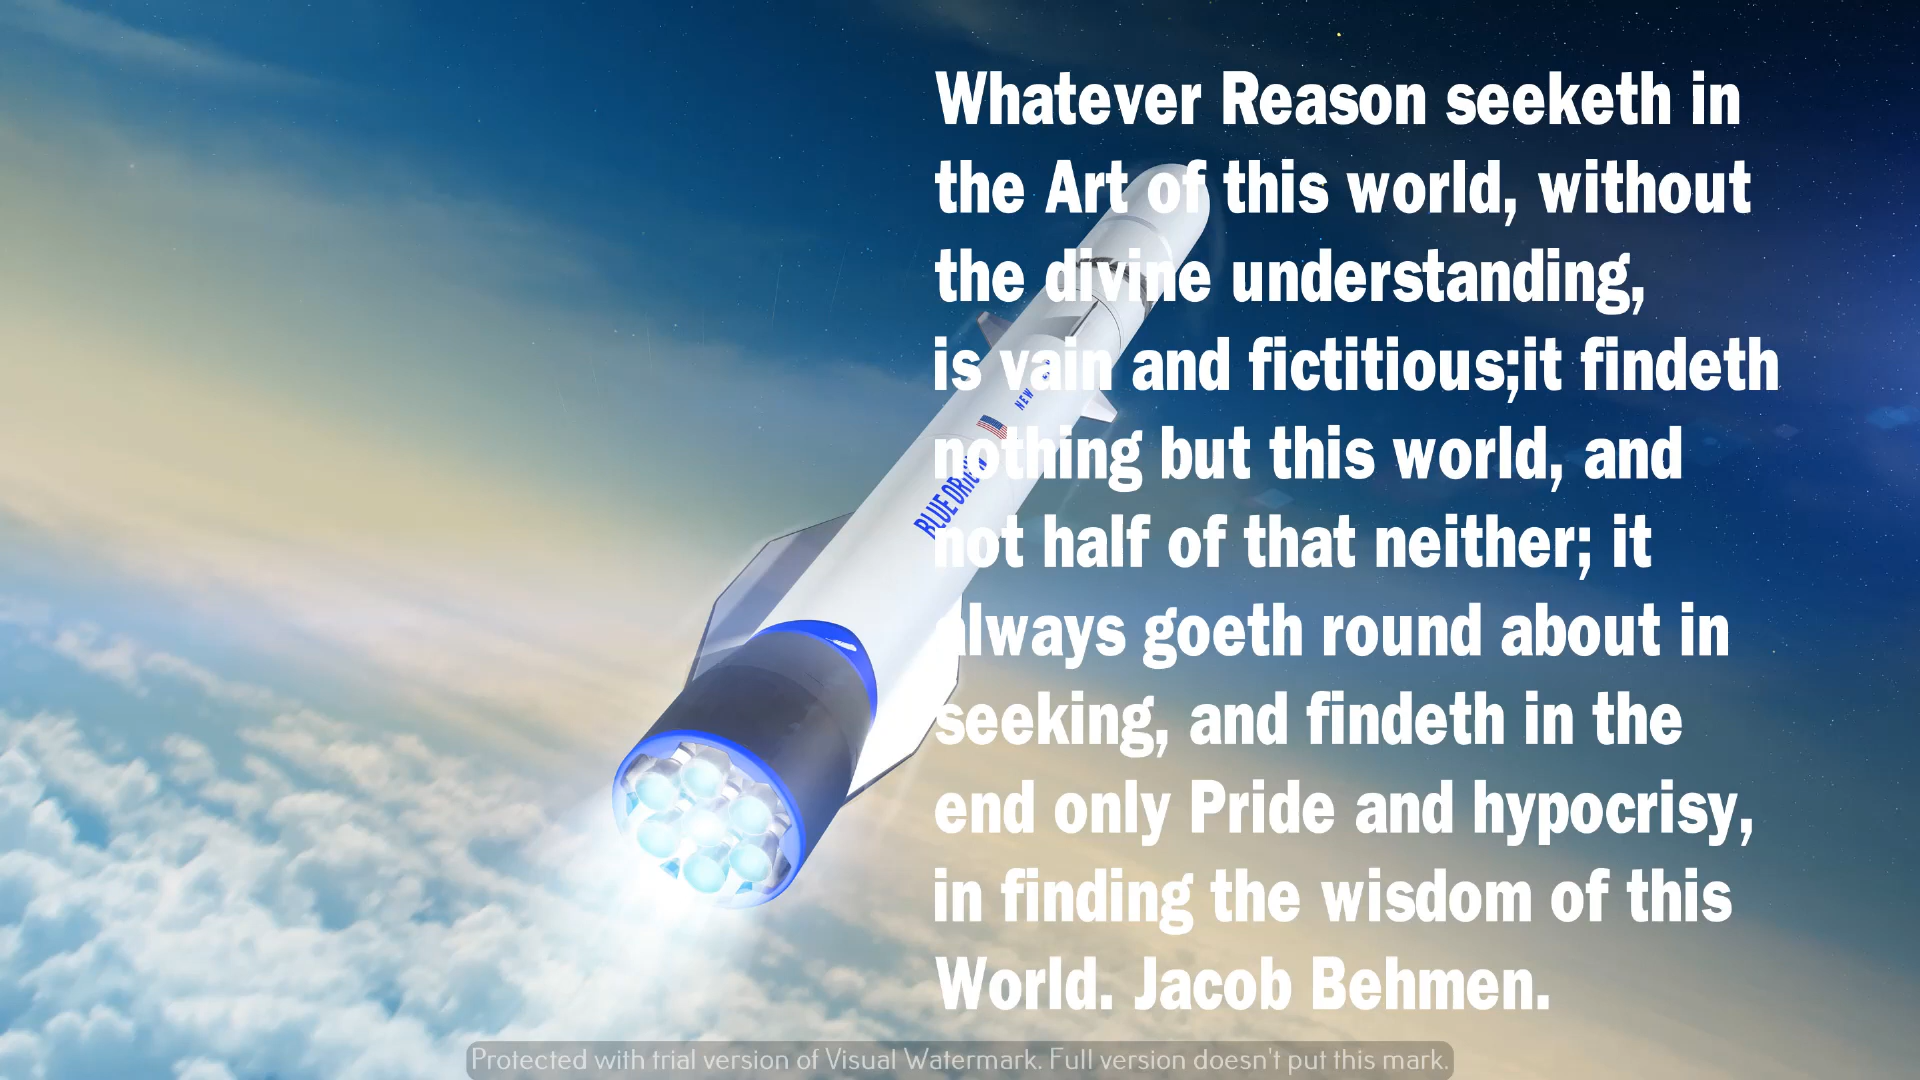 Whatever Reason seeketh in
the Art of this world, without
the divine understanding,
is vain and fictitious;it findeth
nothing but this world, and
not half of that neither; it
always goeth round about in
seeking, and findeth in the
end only Pride and hypocrisy,
in finding the wisdom of this
World. Jacob Behmen.
NEW
BLUE ORIGIN
Protected with trial version of Visual Watermark. Full version doesn't put this mark.